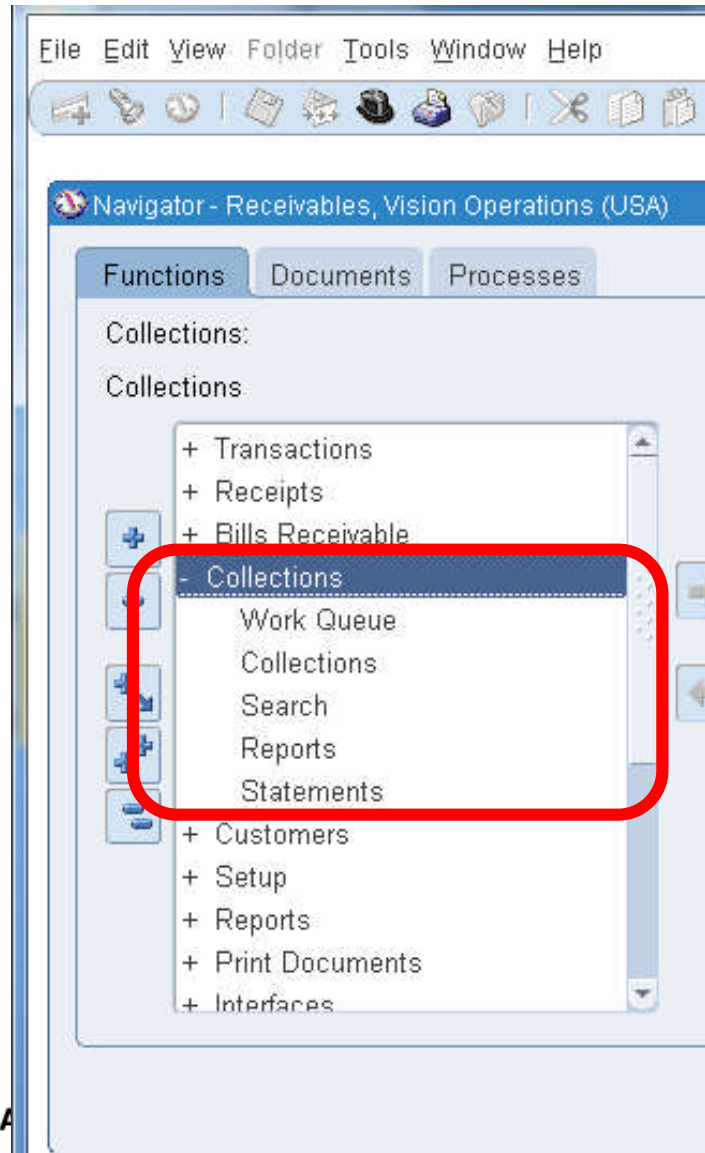 File Edit View Folder Tools Window Help
Navigator - Receivables, Vision Operations (USA)
Functions Documents Processes
Collections:
Collections
+ Transactions
+ Receipts
+ Bills Receivable
- Collections
Work Queue
Collections
Search
Reports
Statements
+ Customers
+ Setup
+ Reports
+ Print Documents
+ Interfaces
A